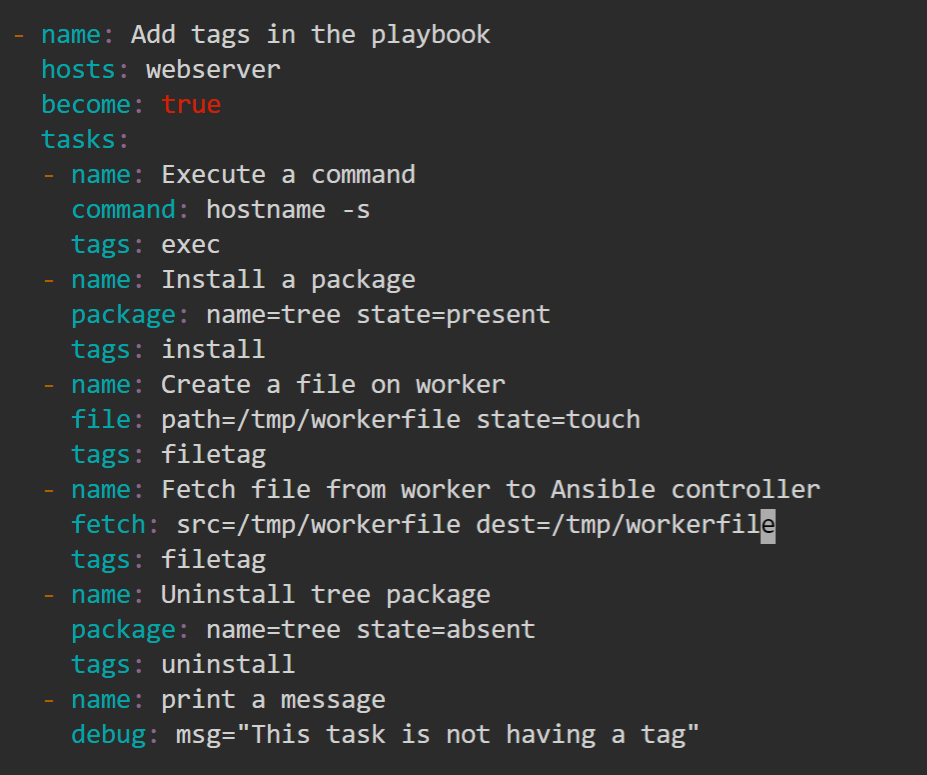 - name: Add tags in the playbook
  hosts: webserver
  become: true
  tasks:
  - name: Execute a command
    command: hostname -s
    tags: exec
  - name: Install a package
    package: name=tree state=present
    tags: install
  - name: Create a file on worker
    file: path=/tmp/workerfile state=touch
    tags: filetag
  - name: Fetch file from worker to Ansible controller
    fetch: src=/tmp/workerfile dest=/tmp/workerfile
    tags: filetag
  - name: Uninstall tree package
    package: name=tree state=absent
    tags: uninstall
  - name: print a message
    debug: msg="This task is not having a tag"